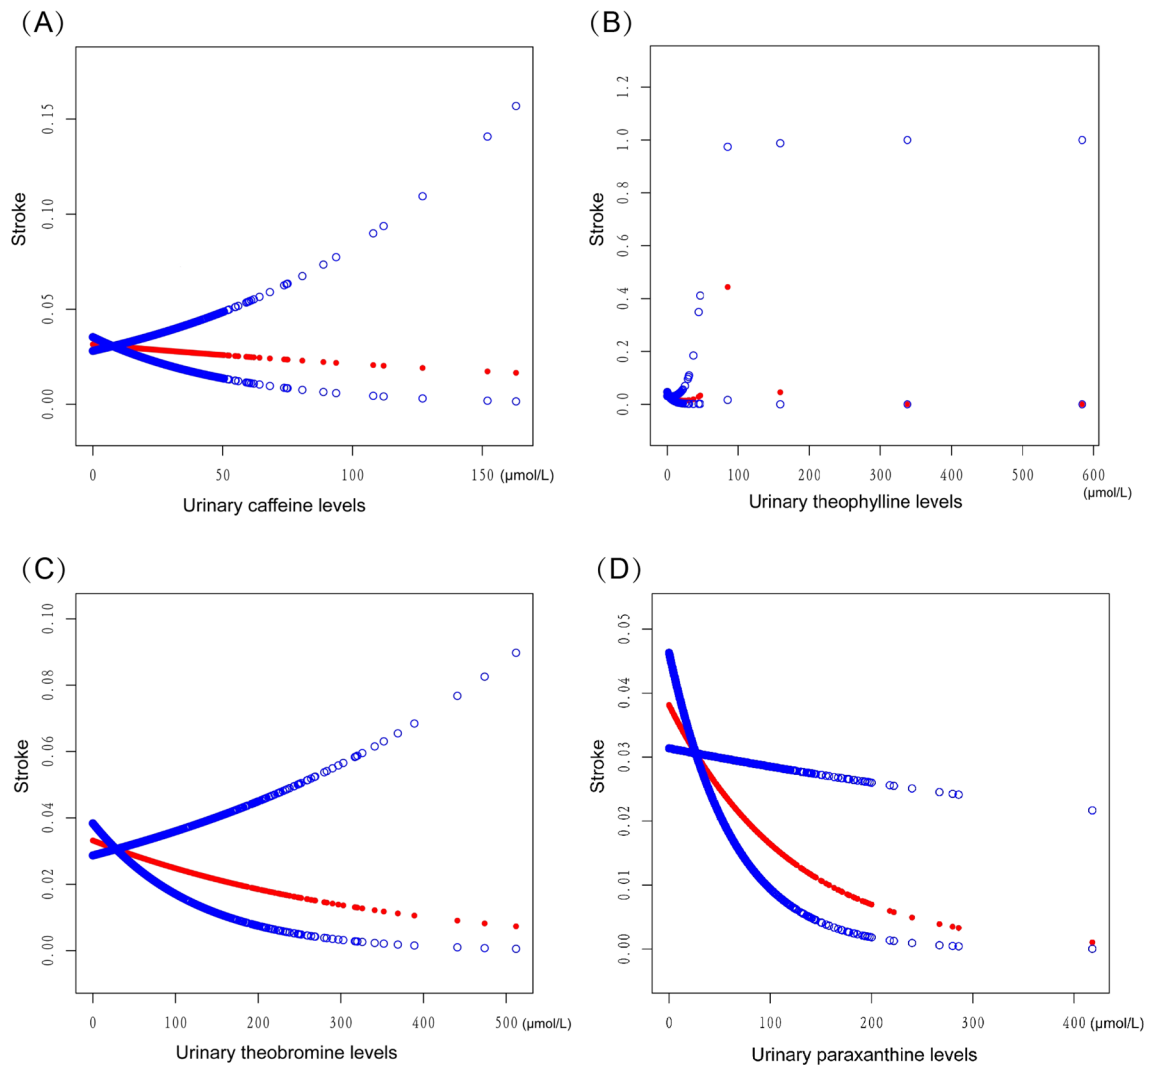 (A)
Stroke
0.00 0.05 0.10 0.15
0 50 100 150 (μmol/L)
Urinary caffeine levels
(B)
Stroke
0.0 0.2 0.4 0.6 0.8 1.0 1.2
0 100 200 300 400 500 600
(μmol/L)
Urinary theophylline levels
(C)
Stroke
0.00 0.02 0.04 0.06 0.08 0.10
0 100 200 300 400 500 (μmol/L)
Urinary theobromine levels
(D)
Stroke
0.00 0.01 0.02 0.03 0.04 0.05
0 100 200 300 400 (μmol/L)
Urinary paraxanthine levels